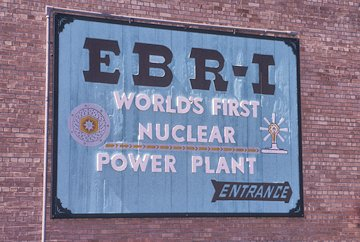 EBR-I
WORLD'S FIRST
NUCLEAR
POWER PLANT
ENTRANCE